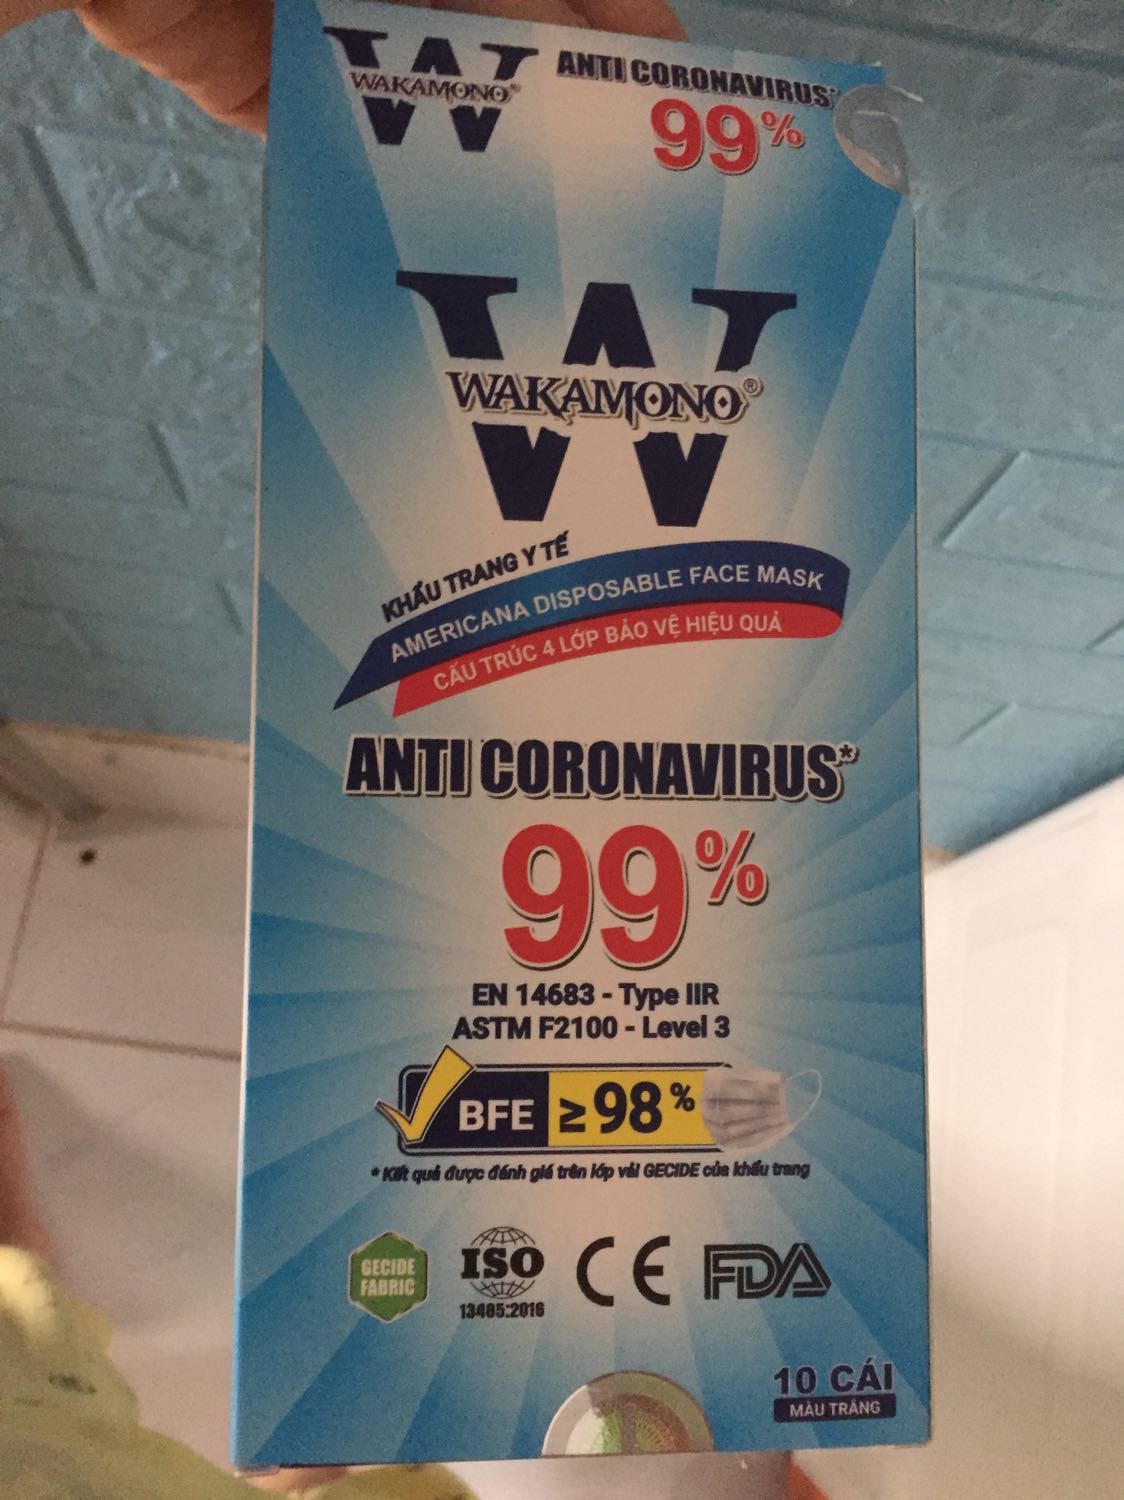 WAKAMONO®
ANTI CORONAVIRUS*
99%
WAKAMONO®
KHẨU TRANG Y TẾ
AMERICANA DISPOSABLE FACE MASK
CẤU TRÚC 4 LỚP BẢO VỆ HIỆU QUẢ
ANTI CORONAVIRUS*
99%
EN 14683 - Type IIR
ASTM F2100 - Level 3
BFE ≥98%
* Kết quả được đánh giá trên lớp vải GECIDE của khẩu trang
GECIDE
FABRIC
ISO
13485:2016
CE
FDA
10 CÁI
MÀU TRẮNG